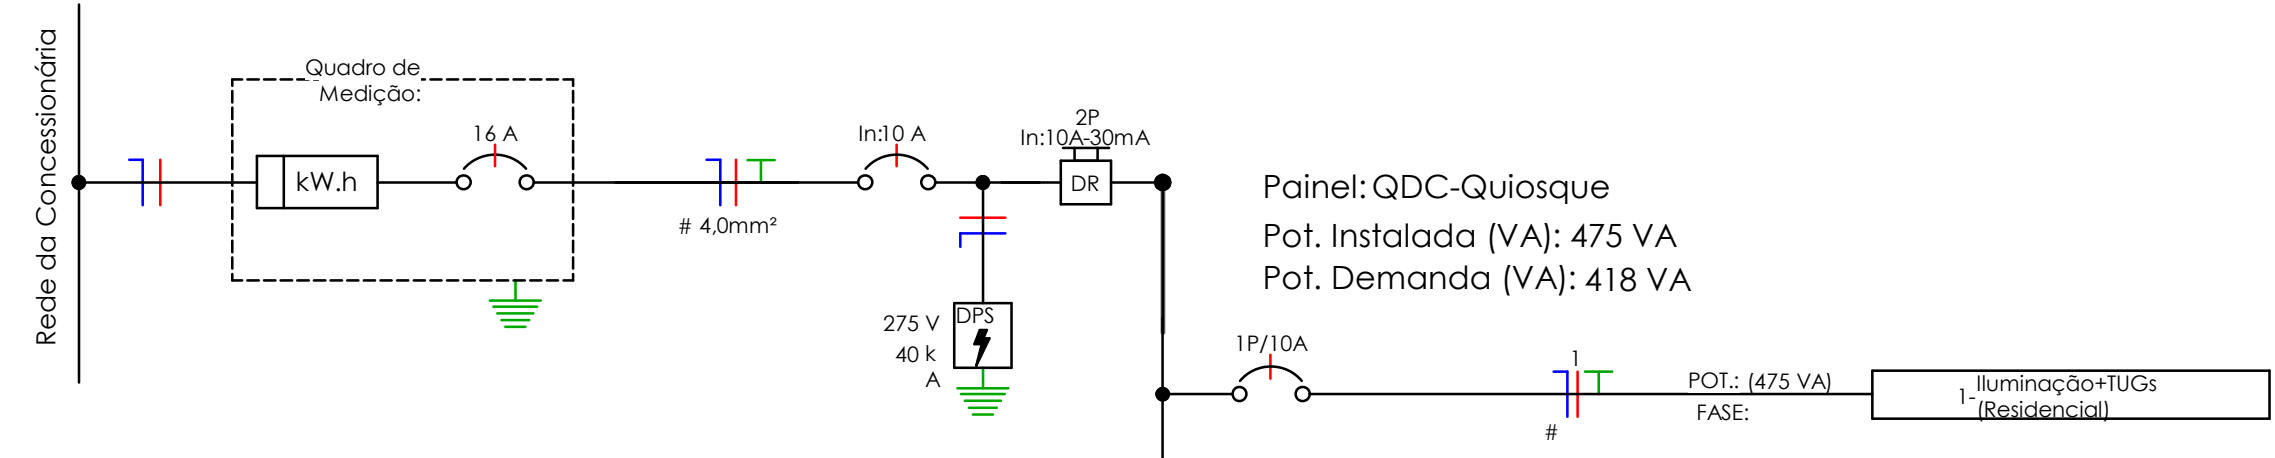 Rede da Concessionária
Quadro de
Medição:
kW.h
16 A
# 4,0mm²
In:10 A
275 V
40 k
A
DPS
2P
In:10A-30mA
DR
Painel: QDC-Quiosque
Pot. Instalada (VA): 475 VA
Pot. Demanda (VA): 418 VA
1P/10A
1
#
POT.: (475 VA)
FASE:
1-
Iluminação+TUGs
(Residencial)